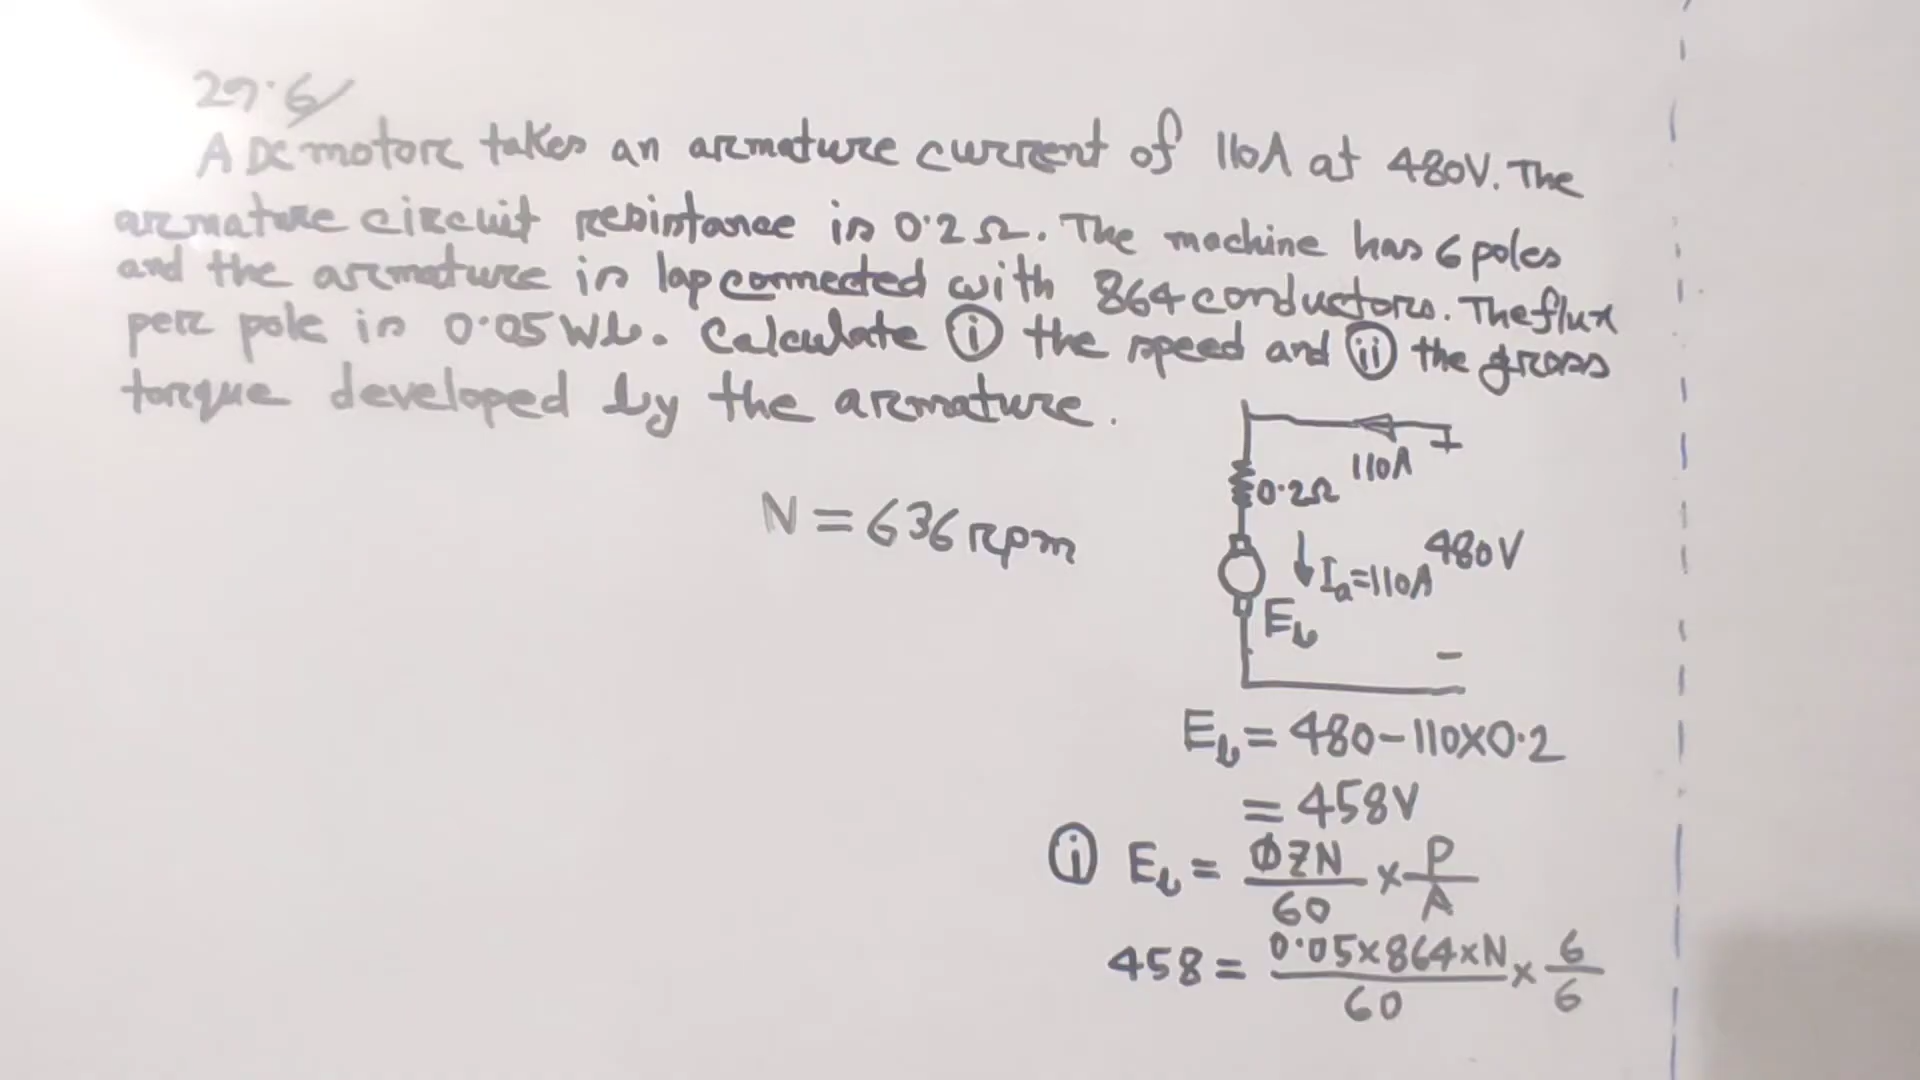 29.6/
A DC motor takes an armature current of 110A at 480V. The
armature circuit resistance is 0.2Ω. The machine has 6 poles
and the armature is lap connected with 864 conductors. The flux
per pole is 0.05 Wb. Calculate (i) the speed and (ii) the gross
torque developed by the armature.
+
110A
0.2Ω
N = 636 rpm
480V
Ia=110A
Eb
−
Eb = 480 − 110×0.2
= 458V
(i) Eb = ΦZN/60 × P/A
458 = 0.05×864×N/60 × 6/6